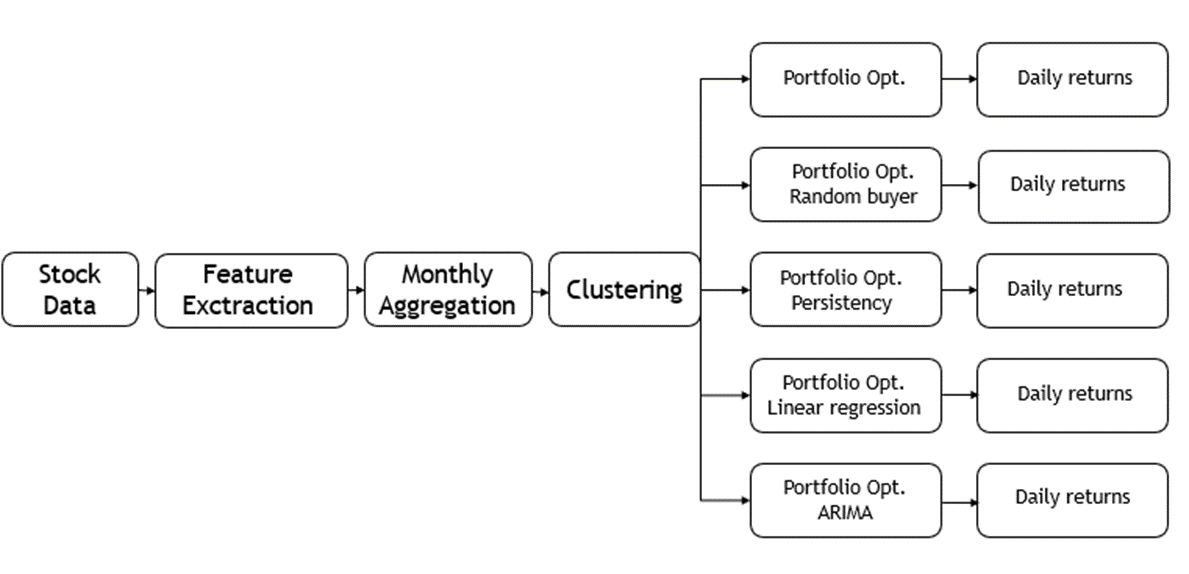 Stock
Data
Feature
Exctraction
Monthly
Aggregation
Clustering
Portfolio Opt.
Daily returns
Portfolio Opt.
Random buyer
Daily returns
Portfolio Opt.
Persistency
Daily returns
Portfolio Opt.
Linear regression
Daily returns
Portfolio Opt.
ARIMA
Daily returns